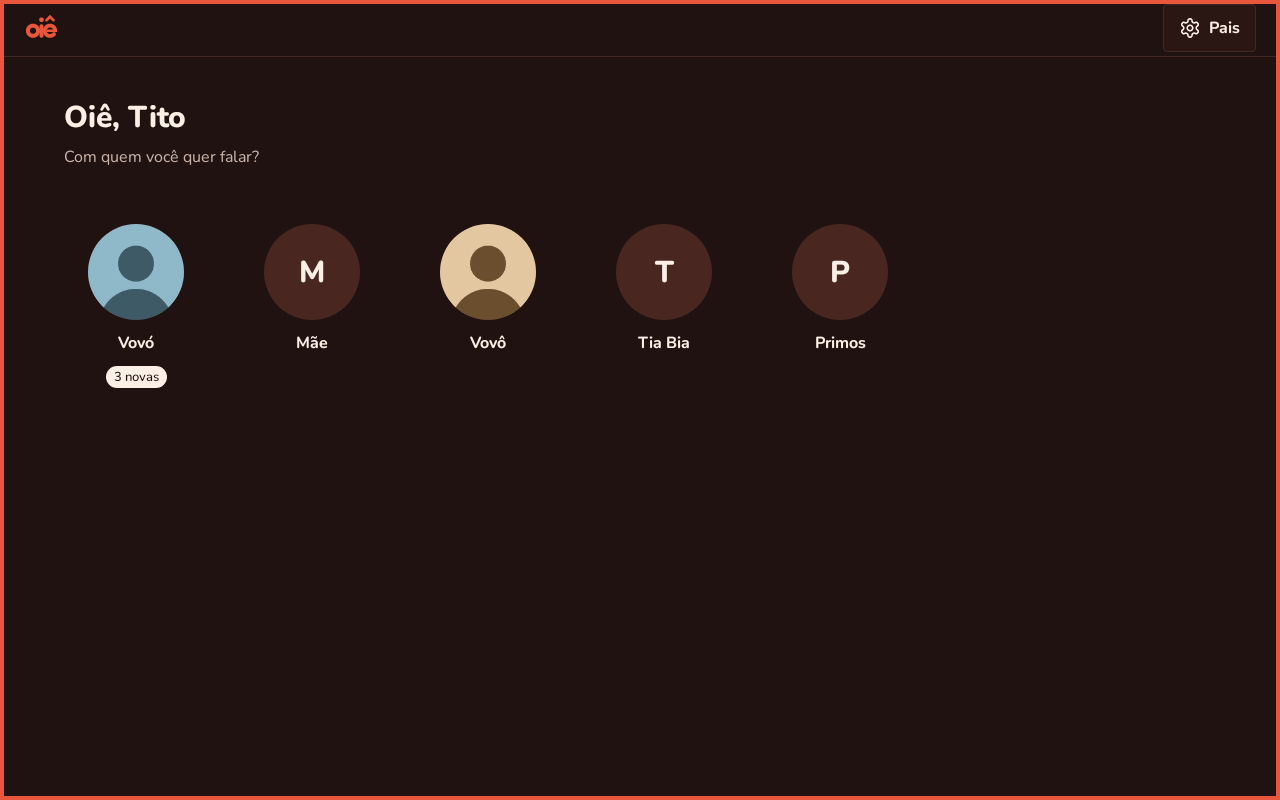 oiê
Pais
Oiê, Tito
Com quem você quer falar?
Vovó
M
Mãe
Vovô
T
Tia Bia
P
Primos
3 novas